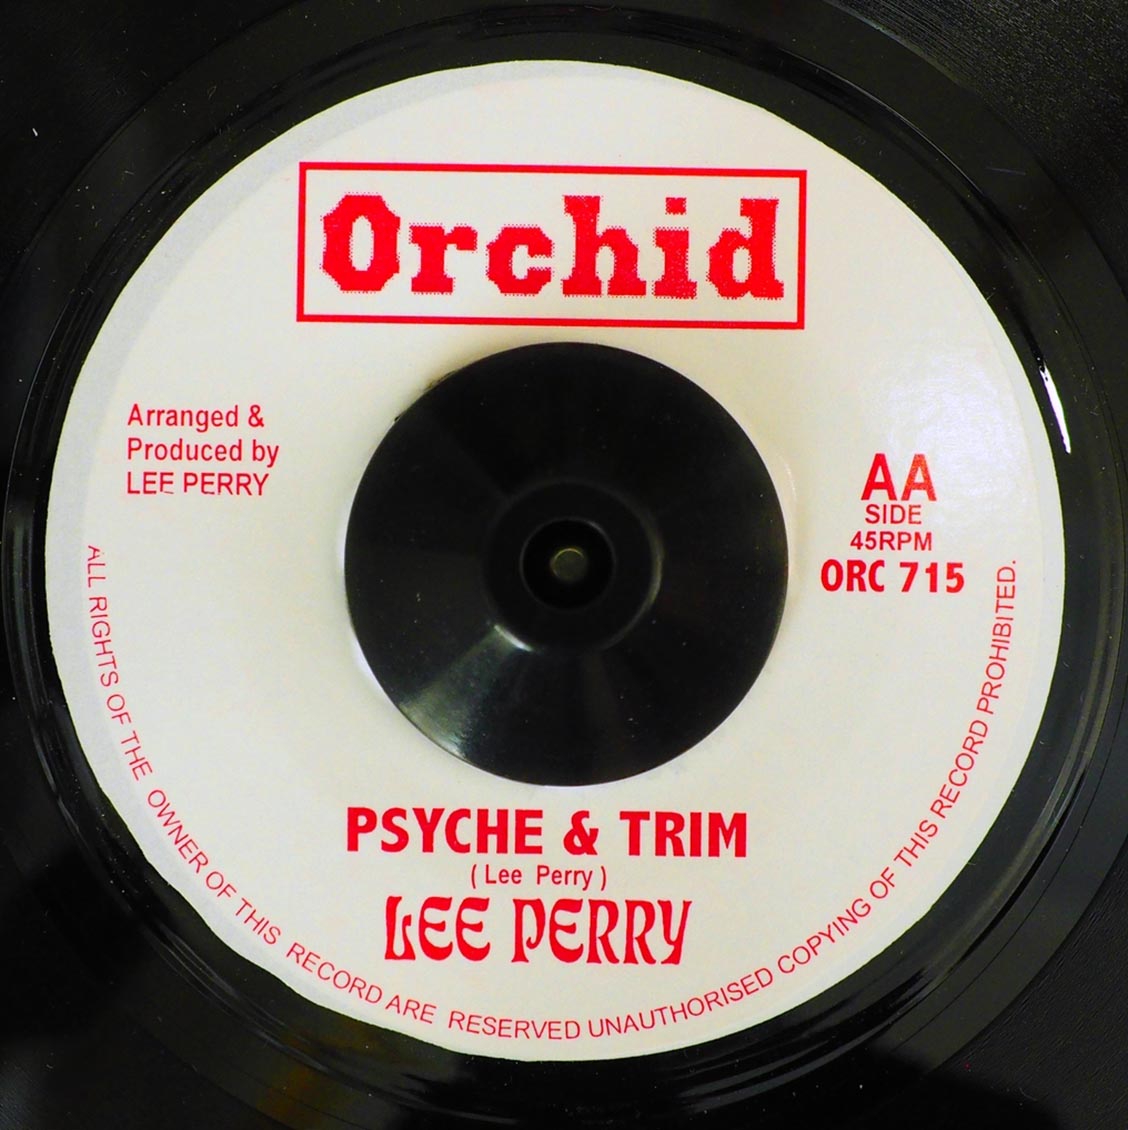 Orchid
Arranged &
Produced by
LEE PERRY
AA
SIDE
45RPM
ORC 715
PSYCHE & TRIM
( Lee Perry )
LEE PERRY
ALL RIGHTS OF THE OWNER OF THIS RECORD ARE RESERVED UNAUTHORISED COPYING OF THIS RECORD PROHIBITED.